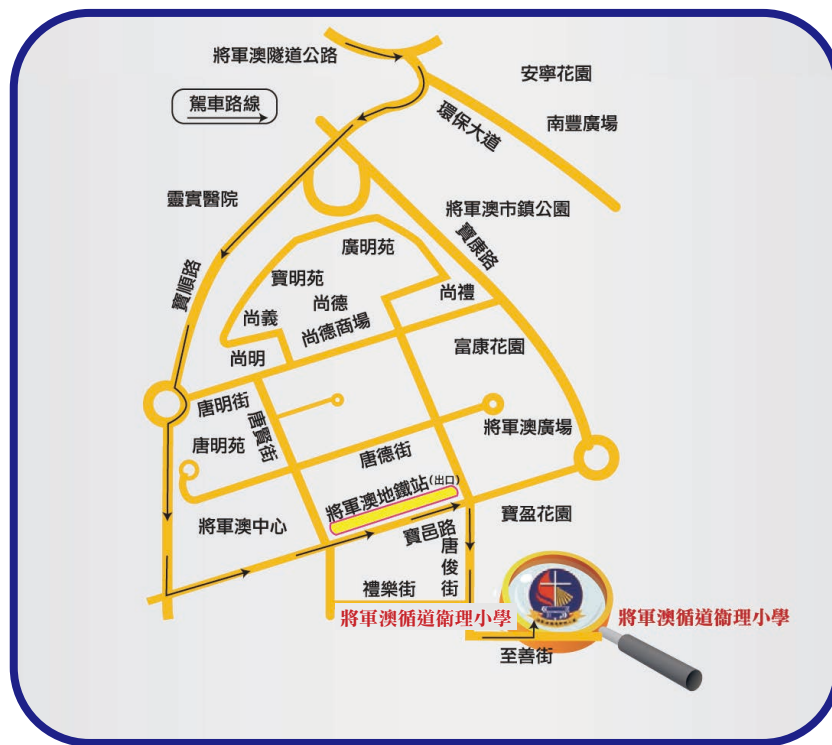 將軍澳隧道公路
安寧花園
駕車路線
環保大道
南豐廣場
靈實醫院
將軍澳市鎮公園
寶康路
廣明苑
寶明苑
寶順路
尚德
尚禮
尚義
尚德商場
尚明
富康花園
唐明街
唐賢街
唐明苑
將軍澳廣場
唐德街
將軍澳地鐵站(出口)
將軍澳中心
寶盈花園
寶邑路
唐俊街
禮樂街
將軍澳循道衛理小學
將軍澳循道衞理小學
至善街